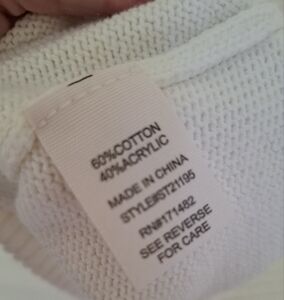 60%COTTON
40%ACRYLIC
MADE IN CHINA
STYLE#ST21195
RN#171482
SEE REVERSE
FOR CARE